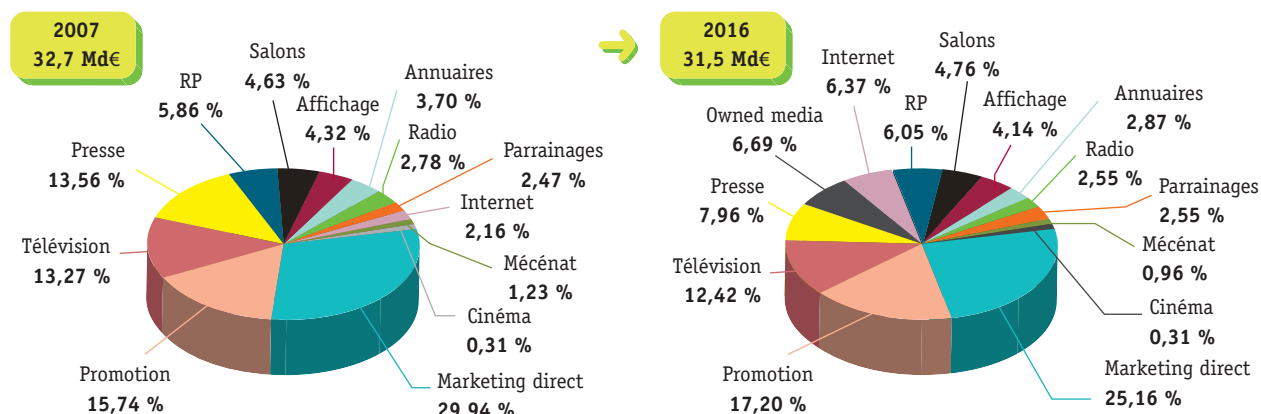 2007
32,7 Md€
Salons
4,63 %
RP
5,86 %
Affichage
4,32 %
Annuaires
3,70 %
Radio
2,78 %
Parrainages
2,47 %
Internet
2,16 %
Mécénat
1,23 %
Cinéma
0,31 %
Marketing direct
29,94 %
Promotion
15,74 %
Télévision
13,27 %
Presse
13,56 %
2016
31,5 Md€
Salons
4,76 %
Internet
6,37 %
RP
6,05 %
Affichage
4,14 %
Annuaires
2,87 %
Radio
2,55 %
Parrainages
2,55 %
Mécénat
0,96 %
Cinéma
0,31 %
Marketing direct
25,16 %
Promotion
17,20 %
Télévision
12,42 %
Presse
7,96 %
Owned media
6,69 %